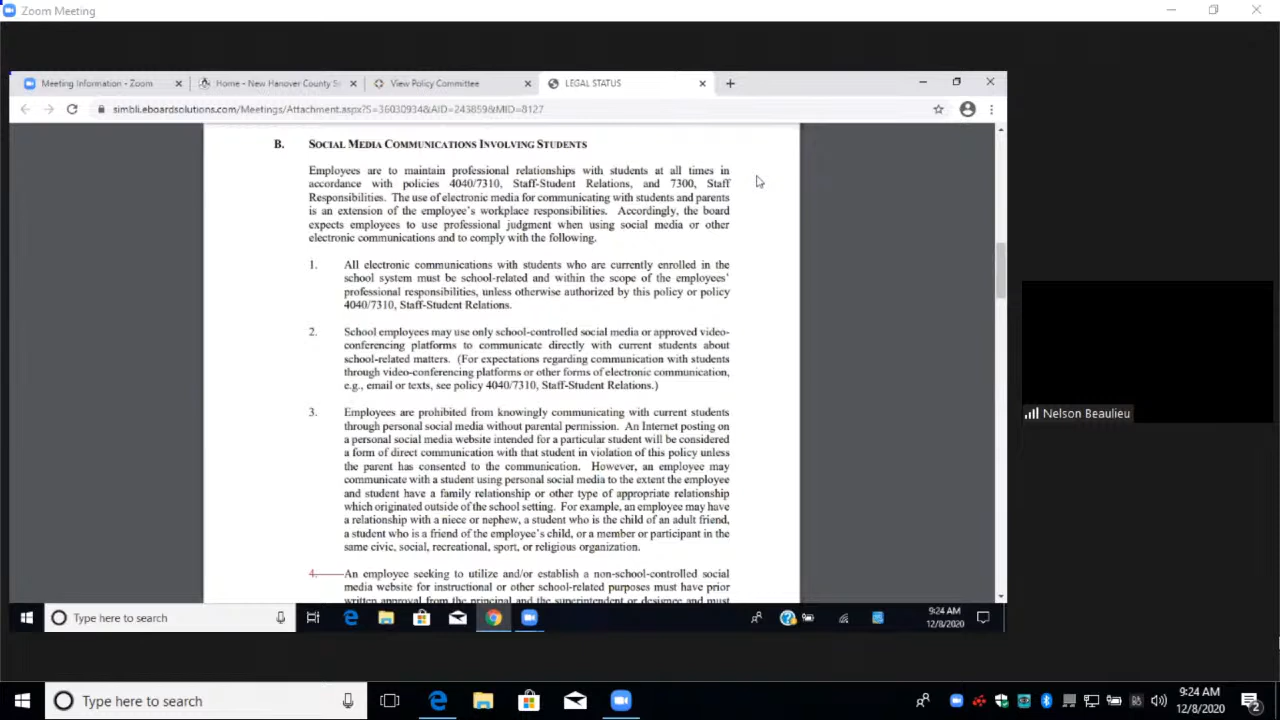 Zoom Meeting
Meeting Information - Zoom
Home - New Hanover County S
View Policy Committee
LEGAL STATUS
simbli.eboardsolutions.com/Meetings/Attachment.aspx?S=36030934&AID=243859&MID=8127
B. SOCIAL MEDIA COMMUNICATIONS INVOLVING STUDENTS
Employees are to maintain professional relationships with students at all times in
accordance with policies 4040/7310, Staff-Student Relations, and 7300, Staff
Responsibilities. The use of electronic media for communicating with students and parents
is an extension of the employee's workplace responsibilities. Accordingly, the board
expects employees to use professional judgment when using social media or other
electronic communications and to comply with the following.
1. All electronic communications with students who are currently enrolled in the
school system must be school-related and within the scope of the employees'
professional responsibilities, unless otherwise authorized by this policy or policy
4040/7310, Staff-Student Relations.
2. School employees may use only school-controlled social media or approved video-
conferencing platforms to communicate directly with current students about
school-related matters. (For expectations regarding communication with students
through video-conferencing platforms or other forms of electronic communication,
e.g., email or texts, see policy 4040/7310, Staff-Student Relations.)
3. Employees are prohibited from knowingly communicating with current students
through personal social media without parental permission. An Internet posting on
a personal social media website intended for a particular student will be considered
a form of direct communication with that student in violation of this policy unless
the parent has consented to the communication. However, an employee may
communicate with a student using personal social media to the extent the employee
and student have a family relationship or other type of appropriate relationship
which originated outside of the school setting. For example, an employee may have
a relationship with a niece or nephew, a student who is the child of an adult friend,
a student who is a friend of the employee's child, or a member or participant in the
same civic, social, recreational, sport, or religious organization.
4. An employee seeking to utilize and/or establish a non-school-controlled social
media website for instructional or other school-related purposes must have prior
written approval from the principal and the superintendent or designee and must
Nelson Beaulieu
Type here to search
9:24 AM
12/8/2020
Type here to search
9:24 AM
12/8/2020
2